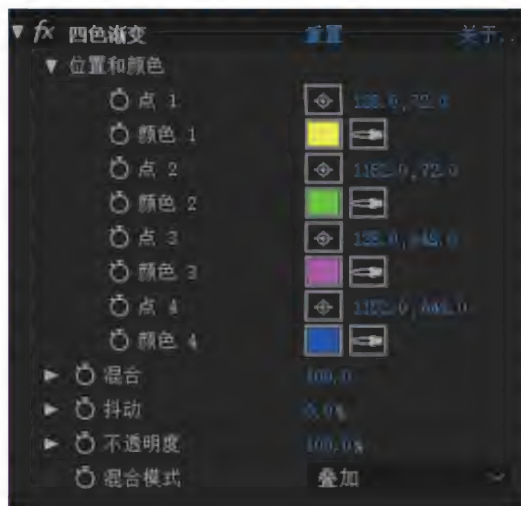 fx 四色渐变 重置 关于..
位置和颜色
点 1 128.0,72.0
颜色 1
点 2 1152.0,72.0
颜色 2
点 3 128.0,648.0
颜色 3
点 4 1152.0,648.0
颜色 4
混合 100.0
抖动 0.0%
不透明度 100.0%
混合模式 叠加